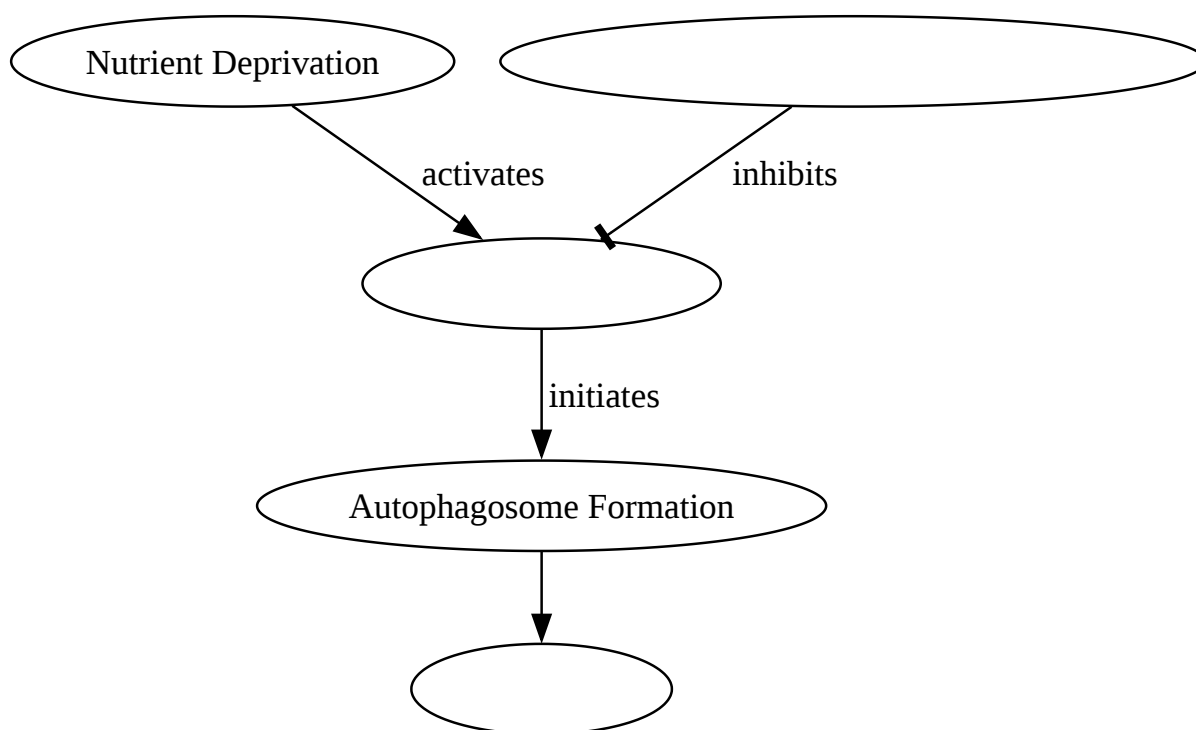 Nutrient Deprivation
activates
inhibits
initiates
Autophagosome Formation